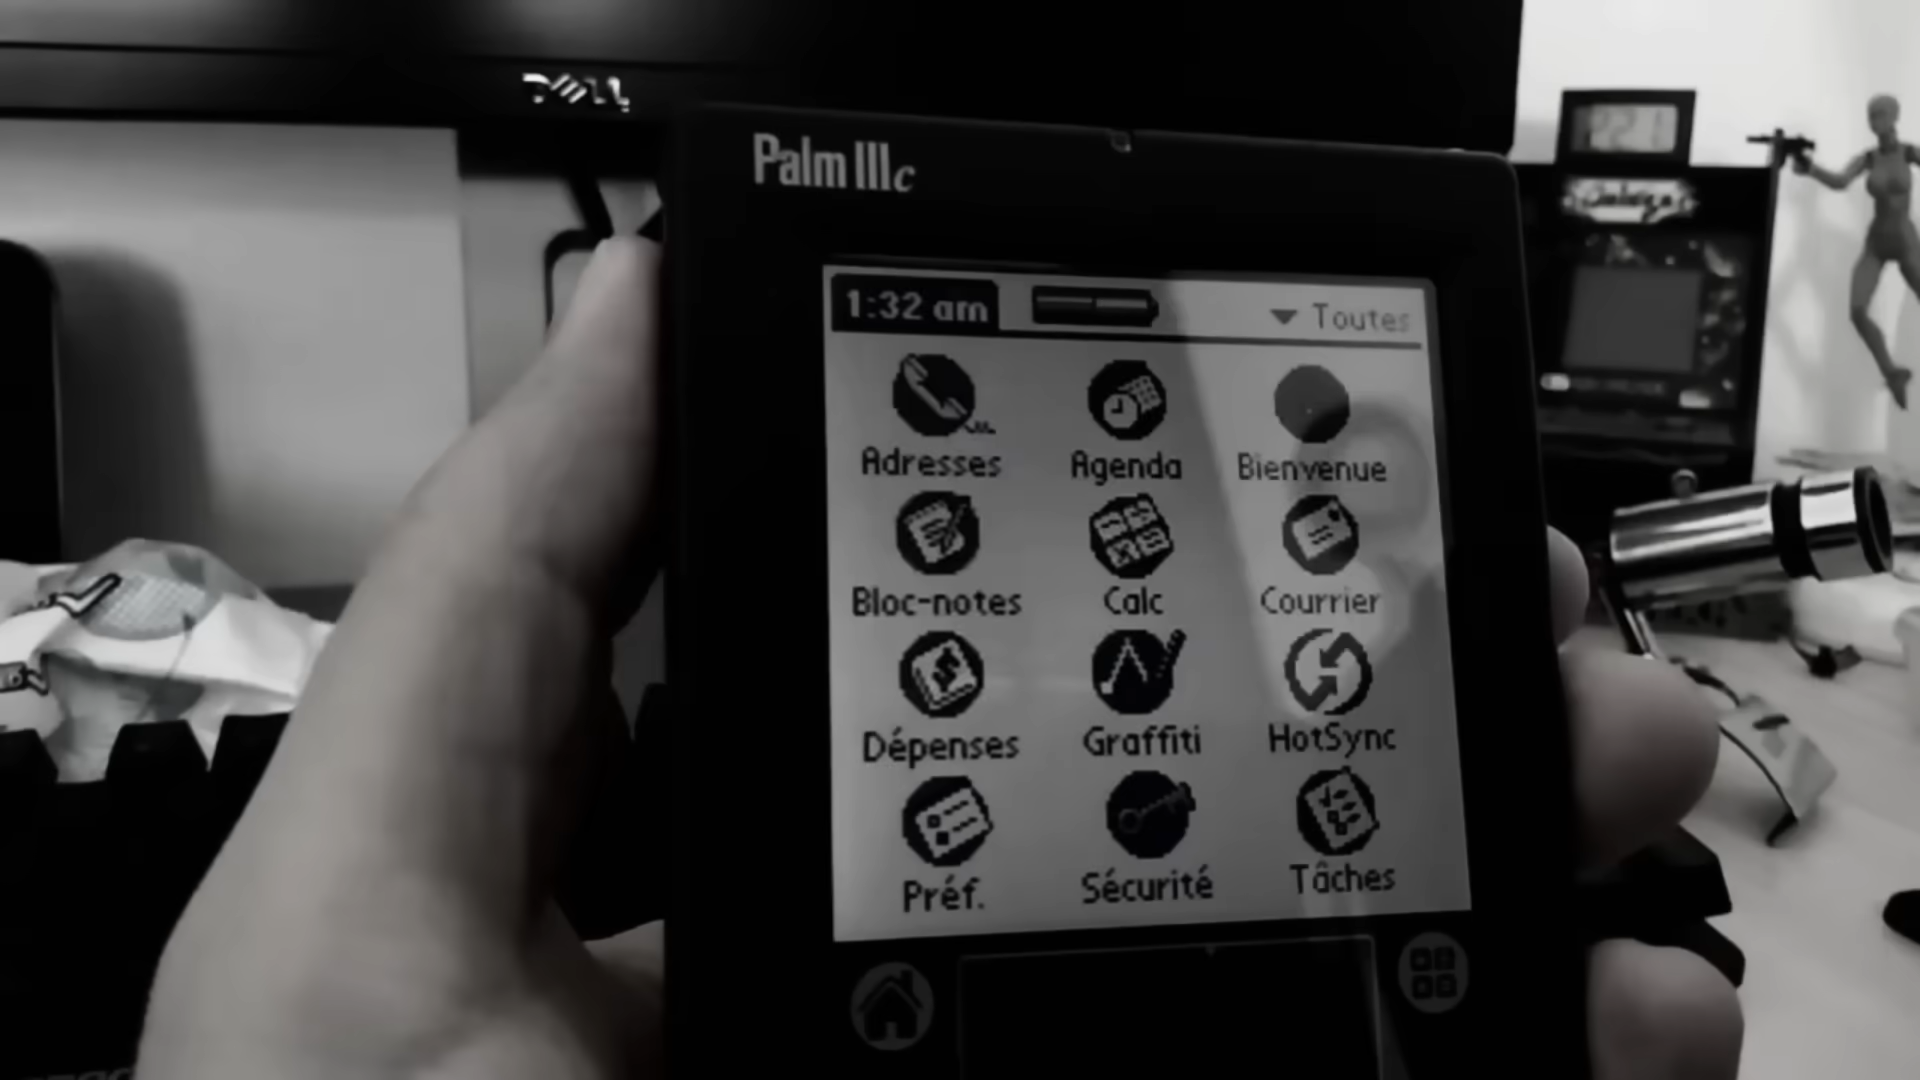 DELL
Palm IIIc
1:32 am
Toutes
Adresses
Agenda
Bienvenue
Bloc-notes
Calc
Courrier
Dépenses
Graffiti
HotSync
Préf.
Sécurité
Tâches